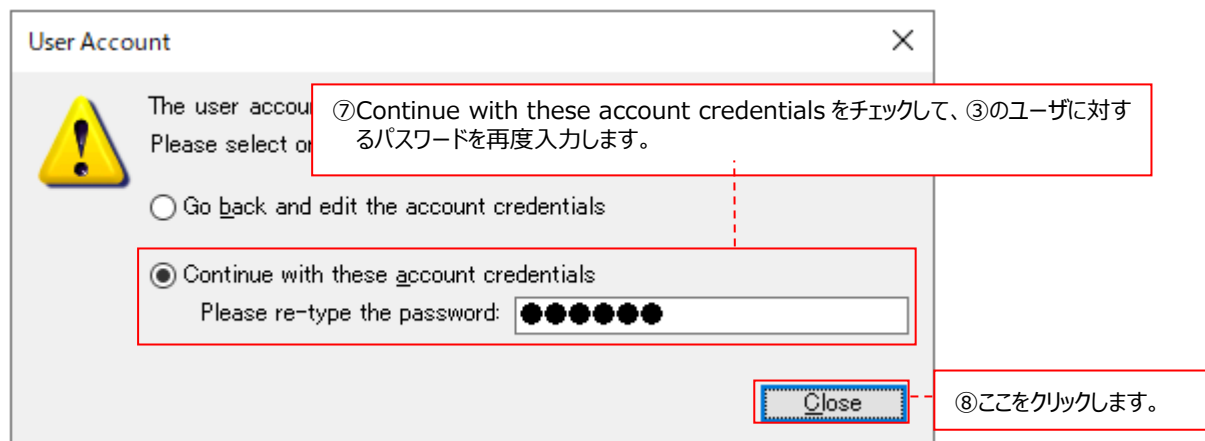 User Account
The user accou
⑦Continue with these account credentials をチェックして、③のユーザに対す
るパスワードを再度入力します。
Please select or
Go back and edit the account credentials
Continue with these account credentials
Please re-type the password: ●●●●●●
Close
⑧ここをクリックします。